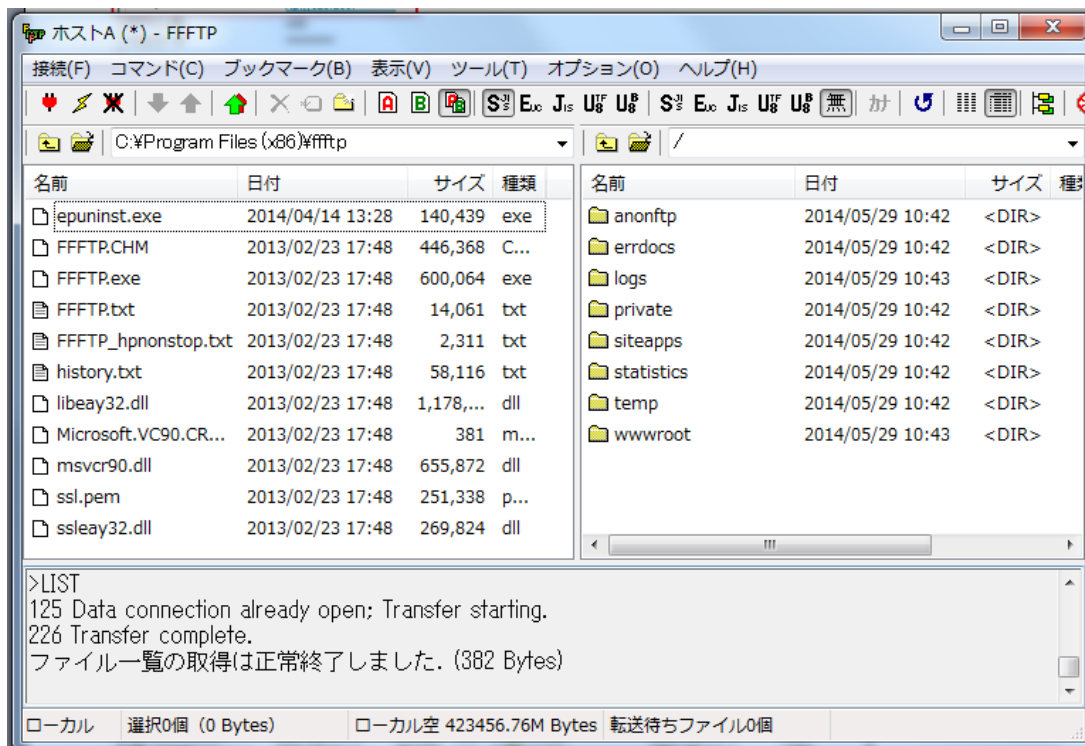 ホストA (*) - FFFTP
接続(F) コマンド(C) ブックマーク(B) 表示(V) ツール(T) オプション(O) ヘルプ(H)
C:¥Program Files (x86)¥ffftp /
名前 日付 サイズ 種類 名前 日付 サイズ
epuninst.exe 2014/04/14 13:28 140,439 exe anonftp 2014/05/29 10:42 <DIR>
FFFTP.CHM 2013/02/23 17:48 446,368 C... errdocs 2014/05/29 10:42 <DIR>
FFFTP.exe 2013/02/23 17:48 600,064 exe logs 2014/05/29 10:43 <DIR>
FFFTP.txt 2013/02/23 17:48 14,061 txt private 2014/05/29 10:42 <DIR>
FFFTP_hpnonstop.txt 2013/02/23 17:48 2,311 txt siteapps 2014/05/29 10:42 <DIR>
history.txt 2013/02/23 17:48 58,116 txt statistics 2014/05/29 10:42 <DIR>
libeay32.dll 2013/02/23 17:48 1,178,... dll temp 2014/05/29 10:42 <DIR>
Microsoft.VC90.CR... 2013/02/23 17:48 381 m... wwwroot 2014/05/29 10:43 <DIR>
msvcr90.dll 2013/02/23 17:48 655,872 dll
ssl.pem 2013/02/23 17:48 251,338 p...
ssleay32.dll 2013/02/23 17:48 269,824 dll
>LIST
125 Data connection already open; Transfer starting.
226 Transfer complete.
ファイル一覧の取得は正常終了しました. (382 Bytes)
ローカル 選択0個 (0 Bytes) ローカル空 423456.76M Bytes 転送待ちファイル0個